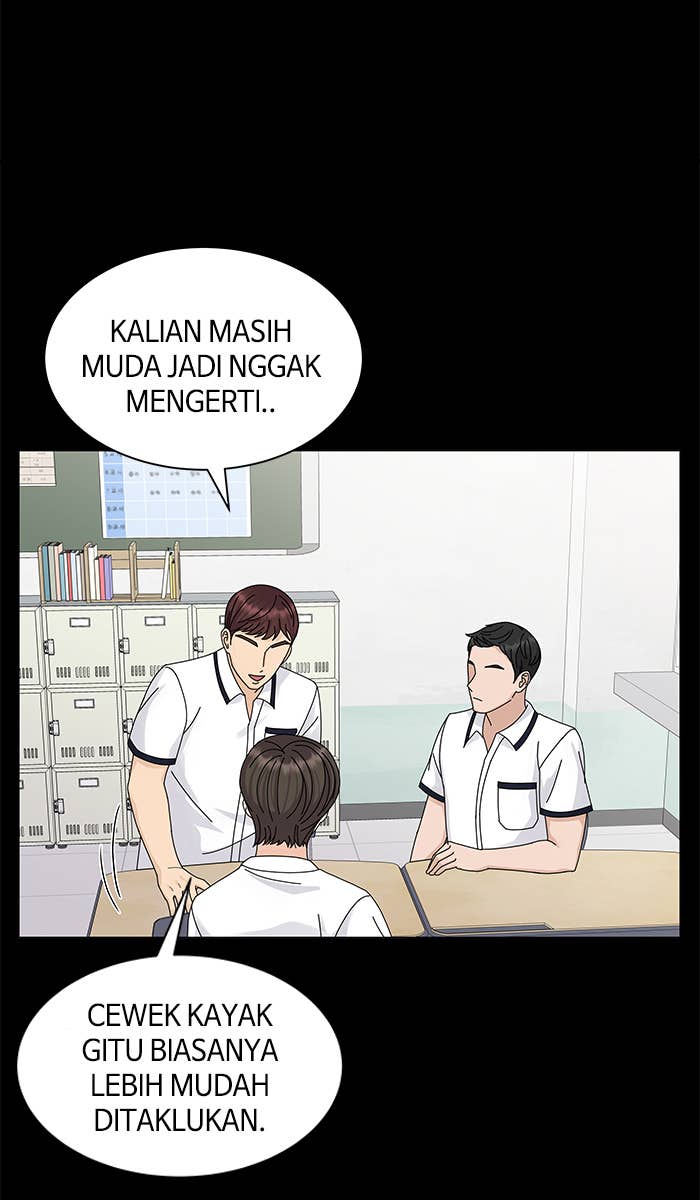 KALIAN MASIH
MUDA JADI NGGAK
MENGERTI..
CEWEK KAYAK
GITU BIASANYA
LEBIH MUDAH
DITAKLUKAN.